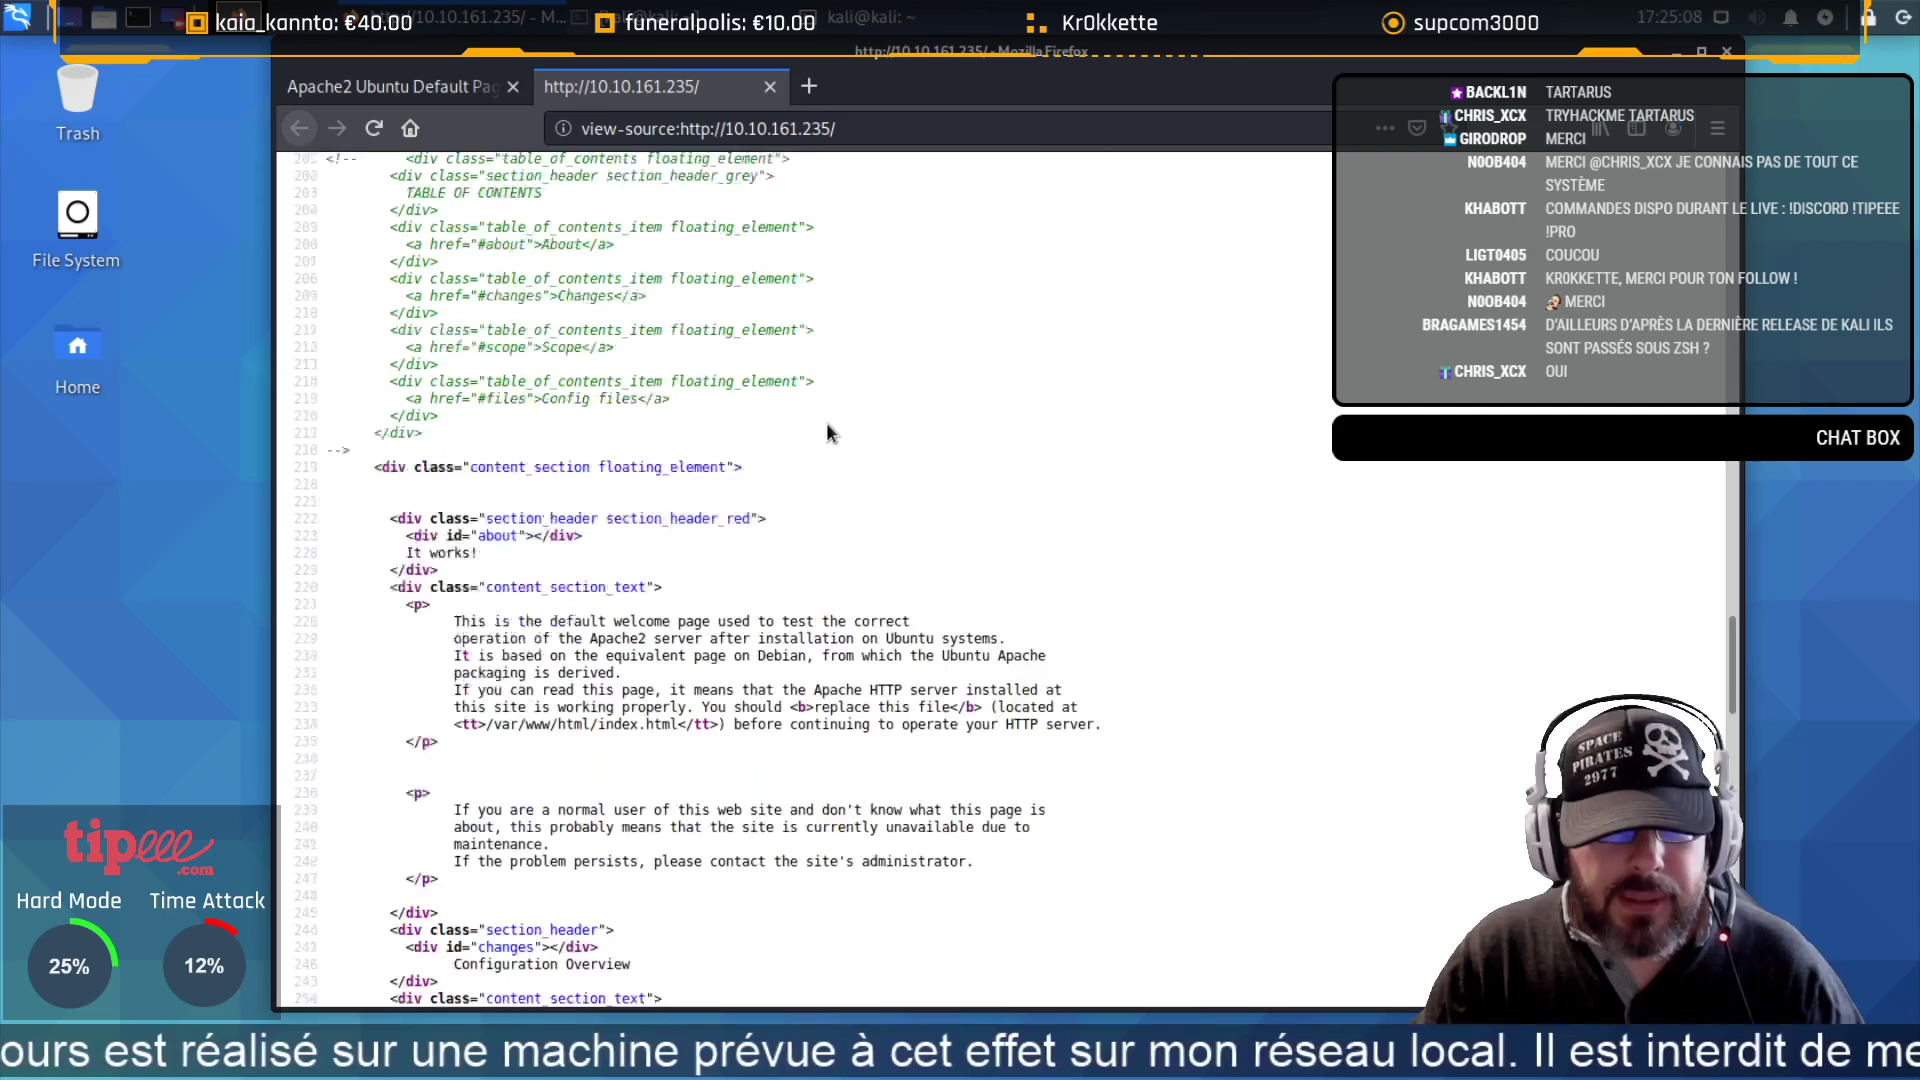 kaia_kannto: €40.00
funeralpolis: €10.00
Kr0kkette
supcom3000
17:25:08
http://10.10.161.235/ - Mozilla Firefox
kali@kali: ~
Trash
File System
Home
Apache2 Ubuntu Default Pag
http://10.10.161.235/
view-source:http://10.10.161.235/
<!-- <div class="table_of_contents floating_element">
<div class="section_header section_header_grey">
TABLE OF CONTENTS
</div>
<div class="table_of_contents_item floating_element">
<a href="#about">About</a>
</div>
<div class="table_of_contents_item floating_element">
<a href="#changes">Changes</a>
</div>
<div class="table_of_contents_item floating_element">
<a href="#scope">Scope</a>
</div>
<div class="table_of_contents_item floating_element">
<a href="#files">Config files</a>
</div>
</div>
-->
<div class="content_section floating_element">
<div class="section_header section_header_red">
<div id="about"></div>
It works!
</div>
<div class="content_section_text">
<p>
This is the default welcome page used to test the correct
operation of the Apache2 server after installation on Ubuntu systems.
It is based on the equivalent page on Debian, from which the Ubuntu Apache
packaging is derived.
If you can read this page, it means that the Apache HTTP server installed at
this site is working properly. You should <b>replace this file</b> (located at
<tt>/var/www/html/index.html</tt>) before continuing to operate your HTTP server.
</p>
<p>
If you are a normal user of this web site and don't know what this page is
about, this probably means that the site is currently unavailable due to
maintenance.
If the problem persists, please contact the site's administrator.
</p>
</div>
<div class="section_header">
<div id="changes"></div>
Configuration Overview
</div>
<div class="content_section_text">
BACKL1N TARTARUS
CHRIS_XCX TRYHACKME TARTARUS
GIRODROP MERCI
N00B404 MERCI @CHRIS_XCX JE CONNAIS PAS DE TOUT CE
SYSTÈME
KHABOTT COMMANDES DISPO DURANT LE LIVE : !DISCORD !TIPEEE
!PRO
LIGT0405 COUCOU
KHABOTT KR0KKETTE, MERCI POUR TON FOLLOW !
N00B404 MERCI
BRAGAMES1454 D'AILLEURS D'APRÈS LA DERNIÈRE RELEASE DE KALI ILS
SONT PASSÉS SOUS ZSH ?
CHRIS_XCX OUI
CHAT BOX
SPACE
PIRATES
2977
tipeee
.com
Hard Mode
Time Attack
25%
12%
ours est réalisé sur une machine prévue à cet effet sur mon réseau local. Il est interdit de me